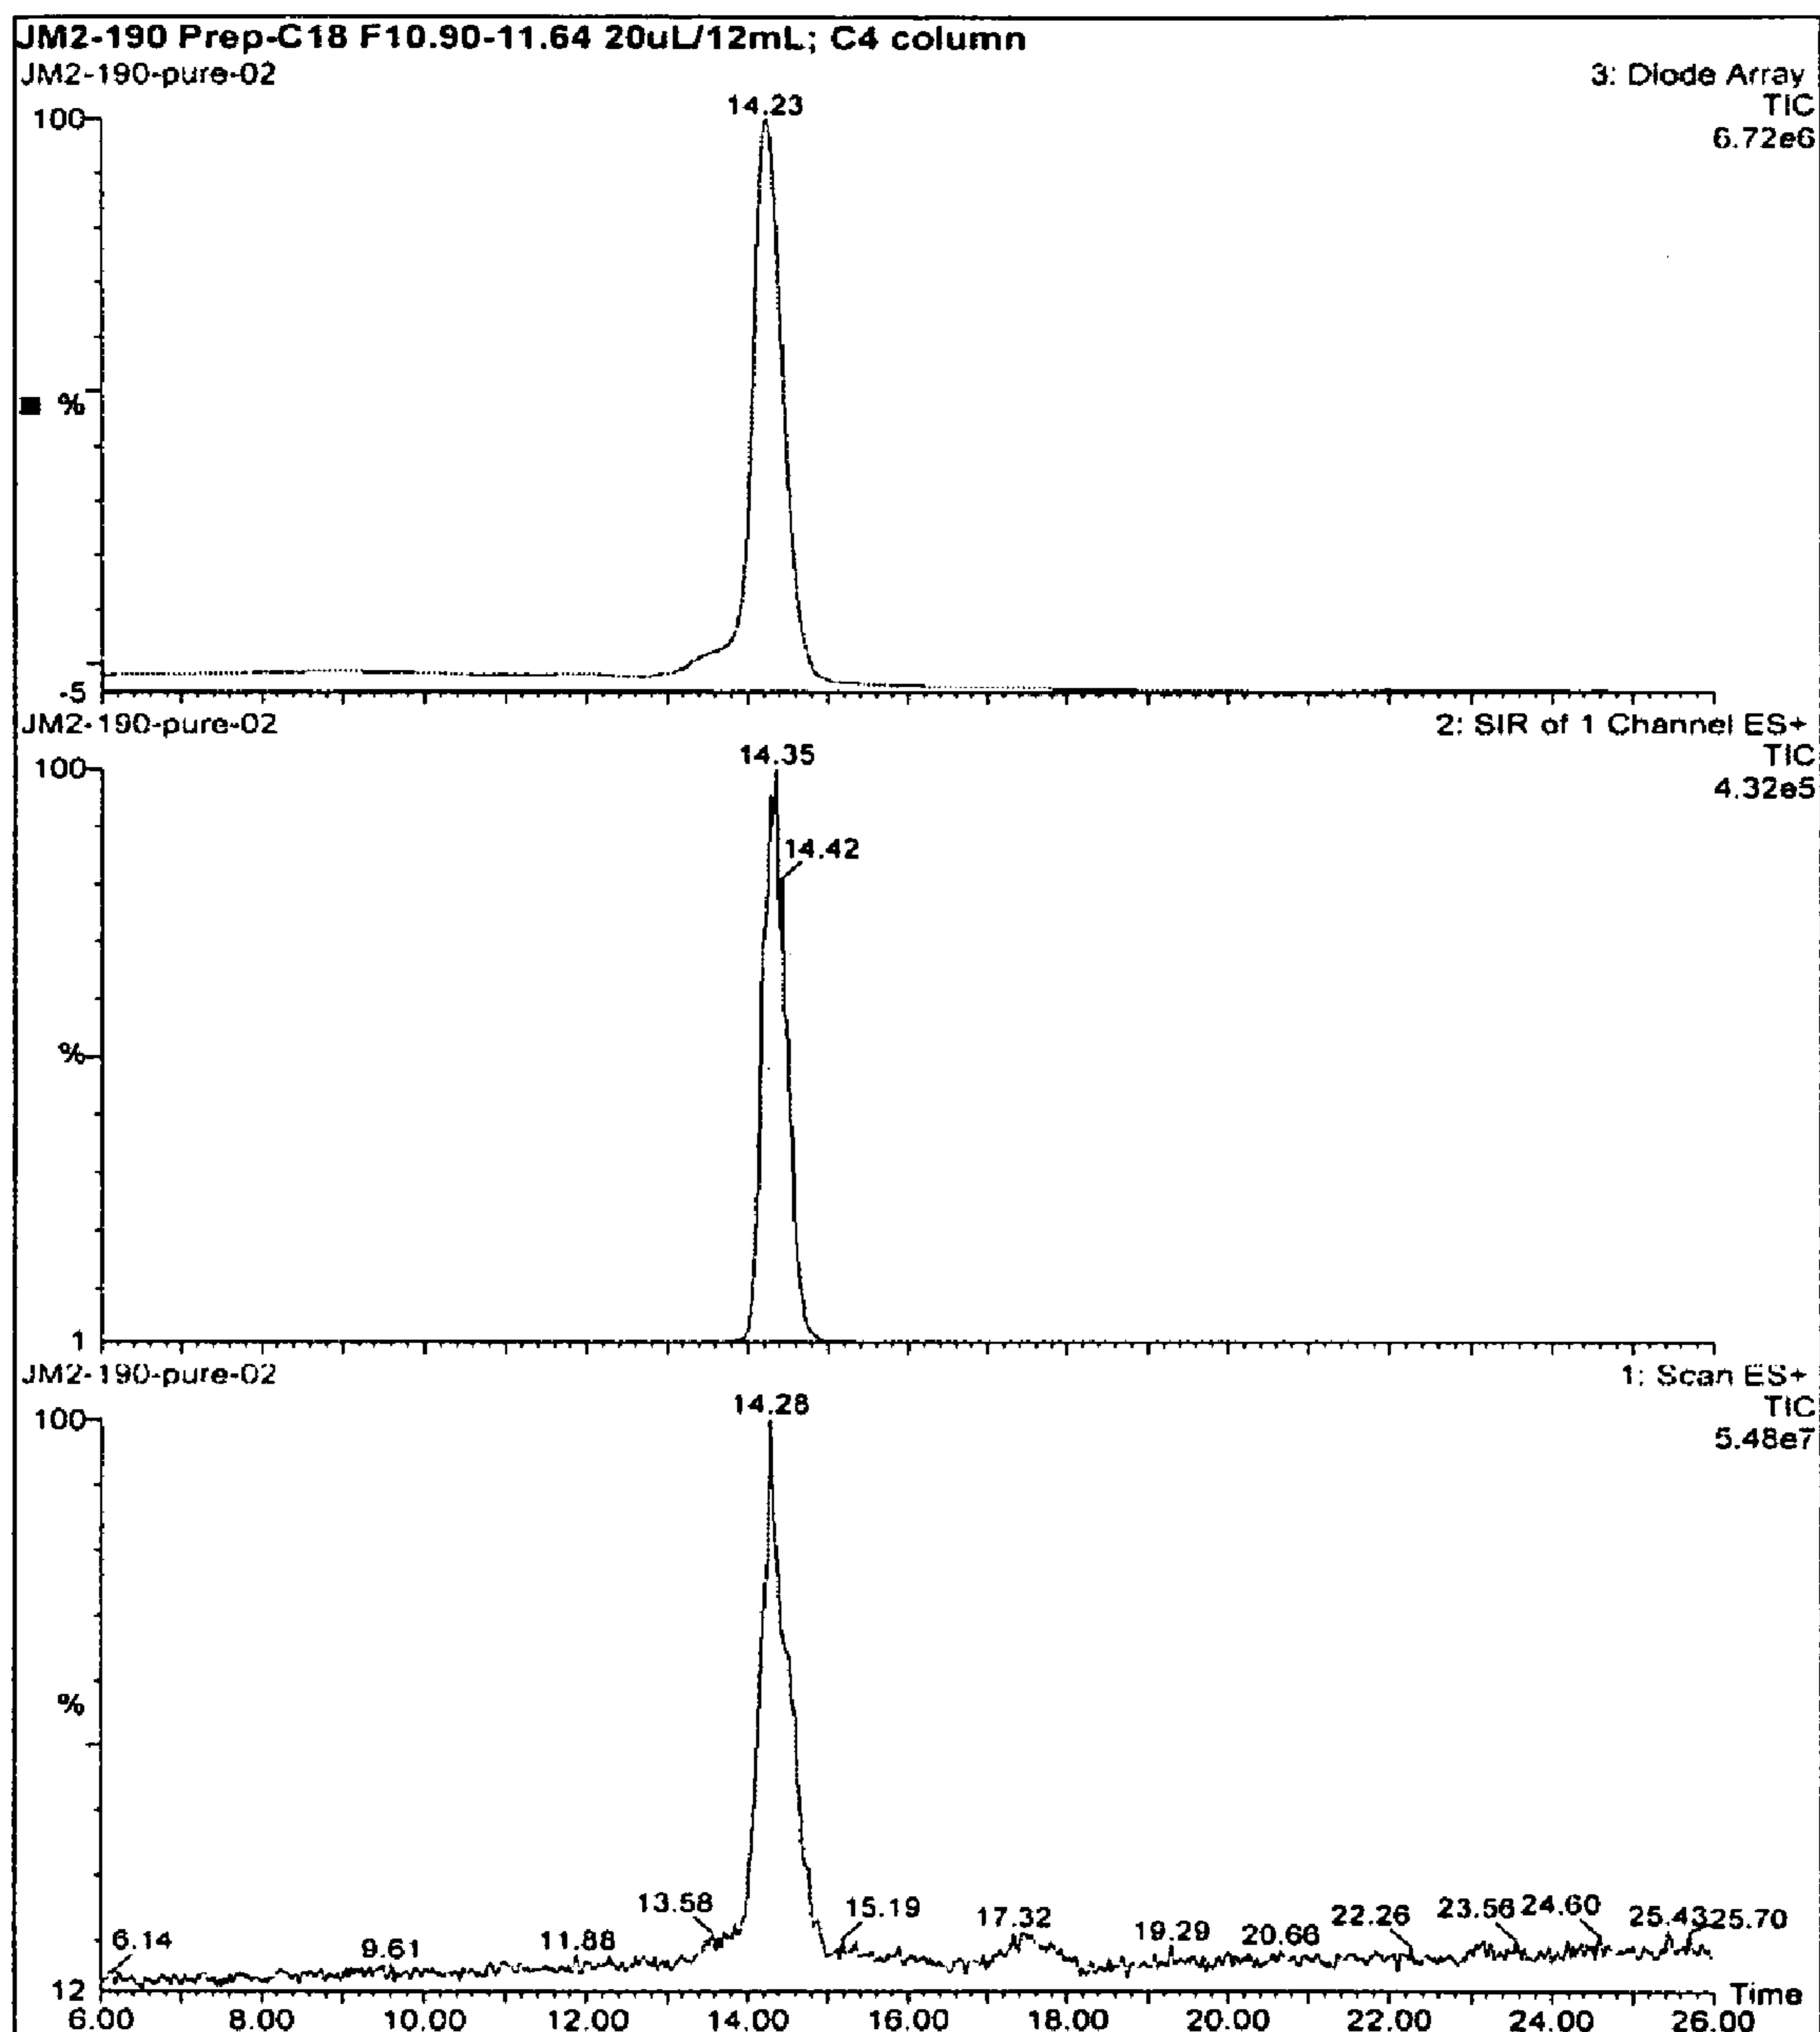 JM2-190 Prep-C18 F10.90-11.64 20uL/12mL; C4 column
JM2-190-pure-02
3: Diode Array
TIC
6.72e6
14.23
100
%
-5
JM2-190-pure-02
2: SIR of 1 Channel ES+
TIC
4.32e5
14.35
100
14.42
%
1
JM2-190-pure-02
1: Scan ES+
TIC
5.48e7
14.28
100
%
13.58
15.19
17.32
19.29
20.66
22.26
23.56
24.60
25.43
25.70
6.14
9.61
11.88
12
Time
6.00 8.00 10.00 12.00 14.00 16.00 18.00 20.00 22.00 24.00 26.00